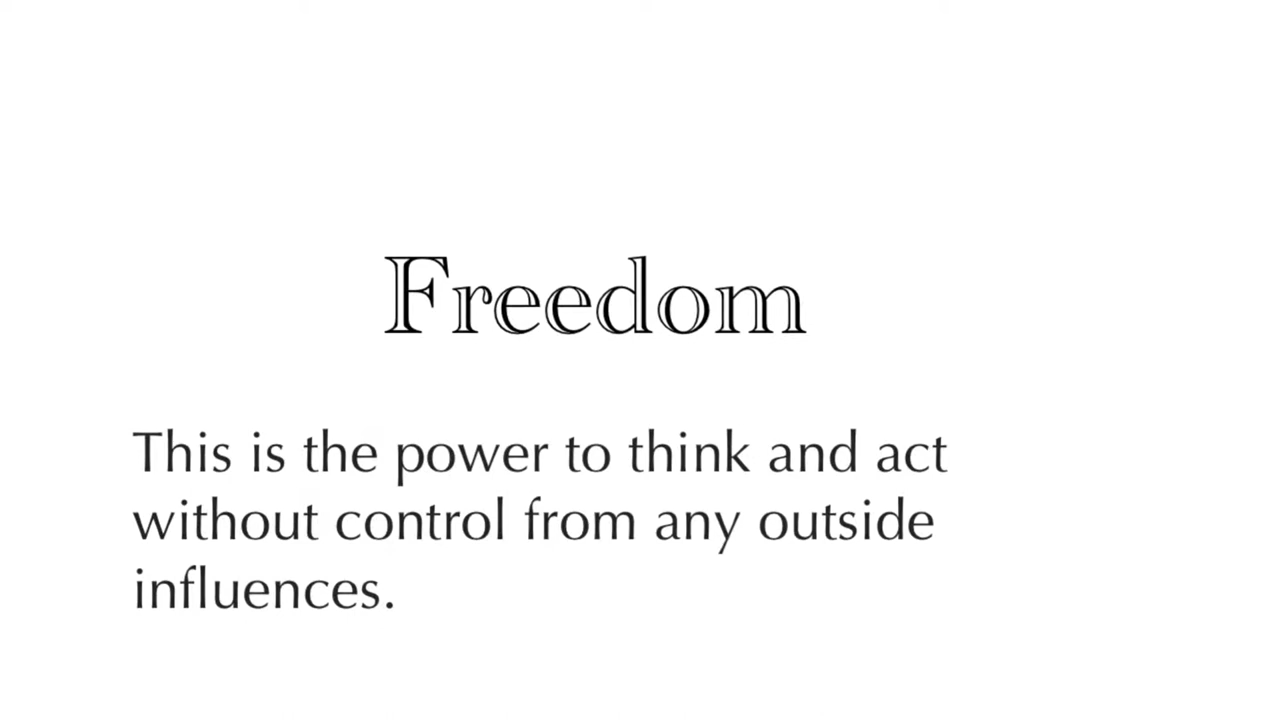 Freedom
This is the power to think and act
without control from any outside
influences.